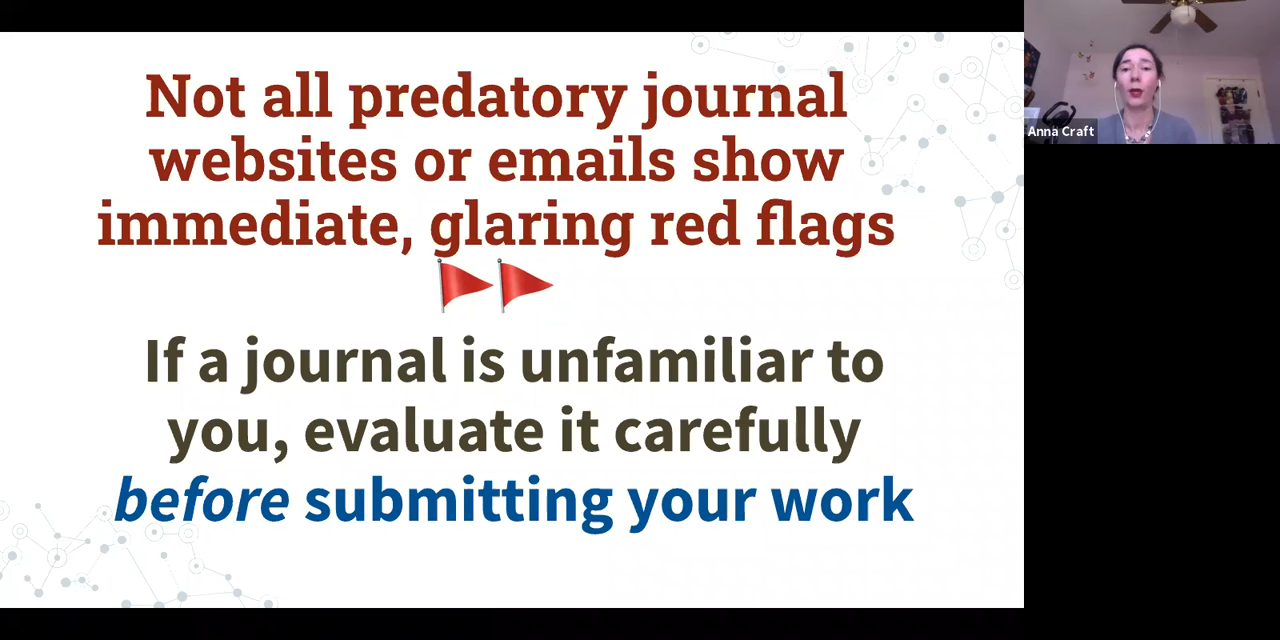 Not all predatory journal
websites or emails show
immediate, glaring red flags
🚩🚩
If a journal is unfamiliar to
you, evaluate it carefully
before submitting your work
Anna Craft